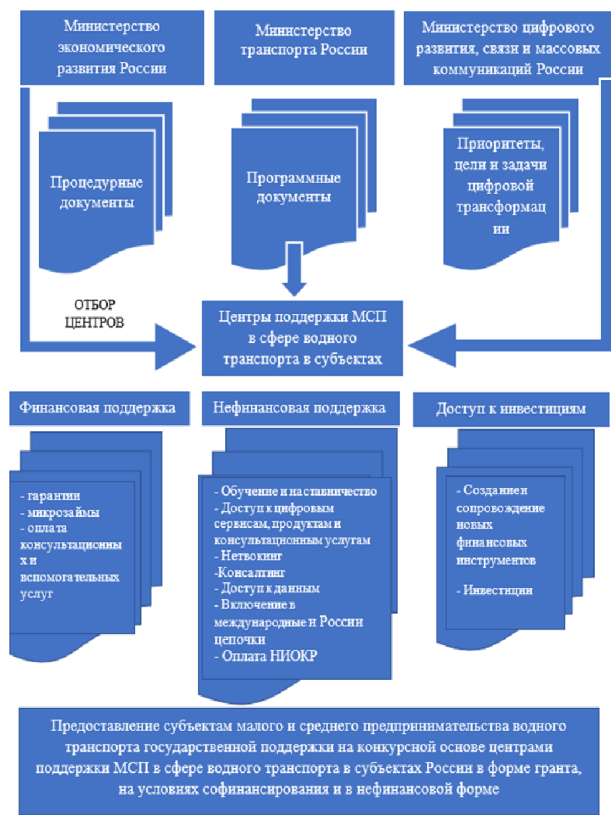 Министерство
экономического
развития России
Министерство
транспорта России
Министерство цифрового
развития, связи и массовых
коммуникаций России
Процедурные
документы
Программные
документы
Приоритеты,
цели и задачи
цифровой
трансформац
ии
ОТБОР
ЦЕНТРОВ
Центры поддержки МСП
в сфере водного
транспорта в субъектах
Финансовая поддержка
- гарантии
- микрозаймы
- оплата
консультационны
х и
вспомогательных
услуг
Нефинансовая поддержка
- Обучение и наставничество
- Доступ к цифровым
сервисам, продуктам и
консультационным услугам
- Нетвокинг
-Консалтинг
- Доступ к данным
- Включение в
международные и России
цепочки
- Оплата НИОКР
Доступ к инвестициям
- Создание и
сопровождение
новых
финансовых
инструментов
- Инвестиции
Предоставление субъектам малого и среднего предпринимательства водного
транспорта государственной поддержки на конкурсной основе центрами
поддержки МСП в сфере водного транспорта в субъектах России в форме гранта,
на условиях софинансирования и в нефинансовой форме